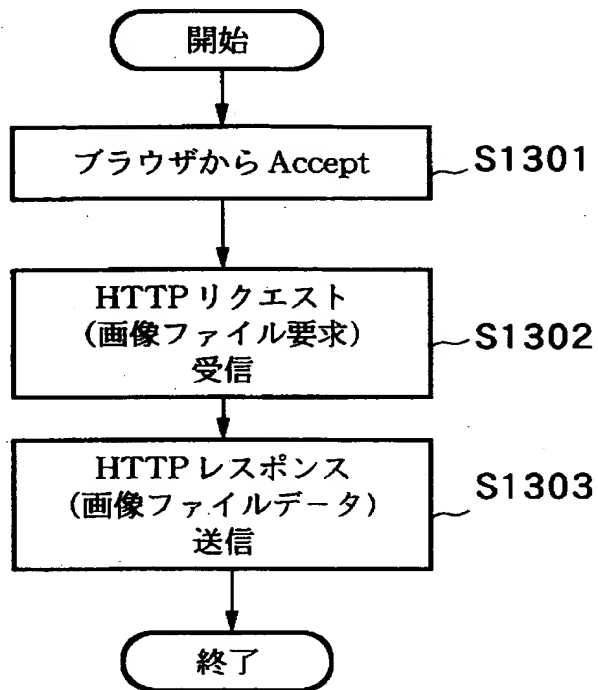 開始
ブラウザから Accept
S1301
HTTP リクエスト
(画像ファイル要求)
受信
S1302
HTTP レスポンス
(画像ファイルデータ)
送信
S1303
終了